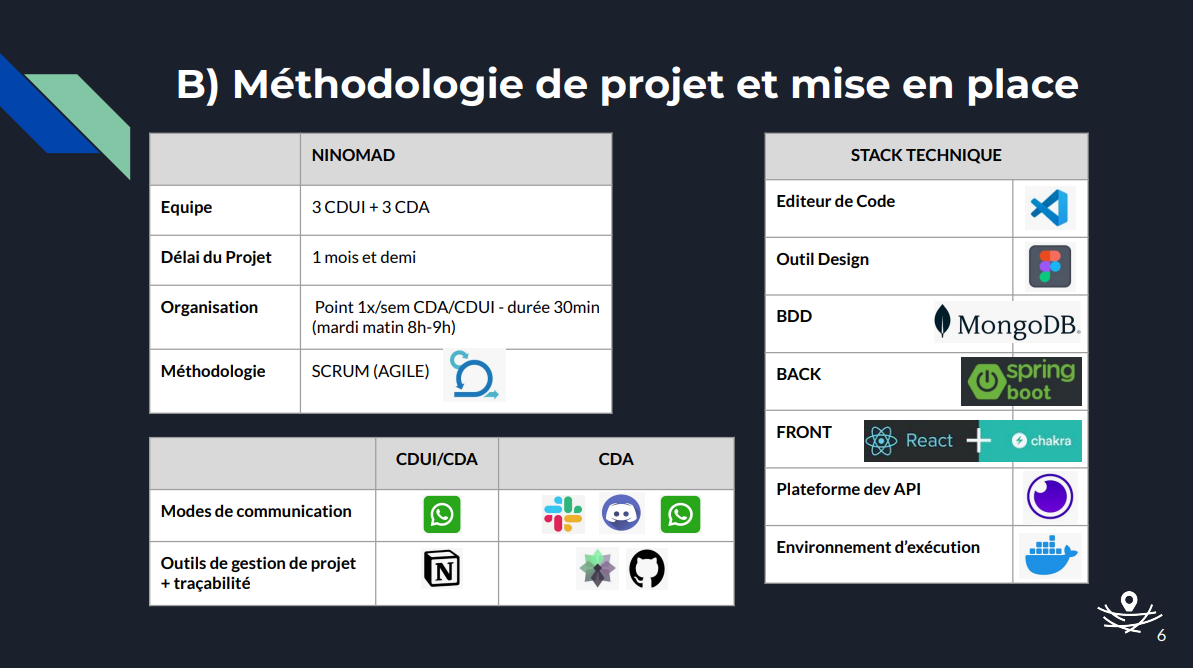 B) Méthodologie de projet et mise en place
NINOMAD
Equipe
3 CDUI + 3 CDA
Délai du Projet
1 mois et demi
Organisation
Point 1x/sem CDA/CDUI - durée 30min
(mardi matin 8h-9h)
Méthodologie
SCRUM (AGILE)
CDUI/CDA
CDA
Modes de communication
Outils de gestion de projet
+ traçabilité
N
STACK TECHNIQUE
Editeur de Code
Outil Design
BDD
MongoDB®
BACK
spring
boot
FRONT
React + chakra
Plateforme dev API
Environnement d’exécution
6